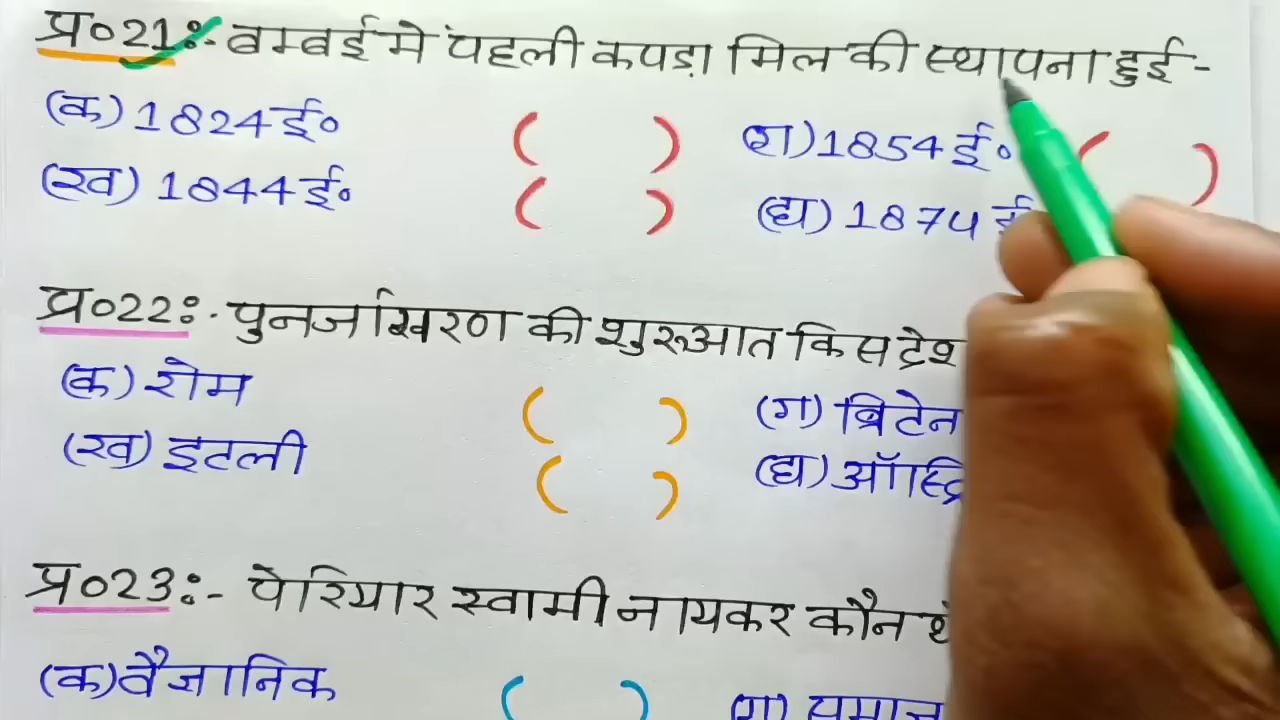 प्र०21:- बम्बई में पहली कपड़ा मिल की स्थापना हुई -
(क) 1824 ई० ( ) (ग) 1854 ई० ( )
(ख) 1844 ई० ( ) (घ) 1874 ई
प्र०22:- पुनर्जागरण की शुरुआत किस देश
(क) रोम ( ) (ग) ब्रिटेन
(ख) इटली ( ) (घ)
प्र०23:- पेरियार स्वामी नायकर कौन थे
(क) वैज्ञानिक ( ) (ग) समाज